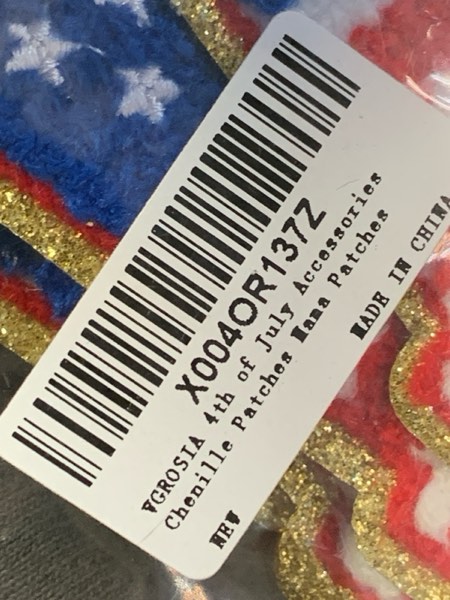 X004OR137Z
VGROSIA 4th of July Accessories
Chenille Patches Mama Patches
NEW
MADE IN CHINA